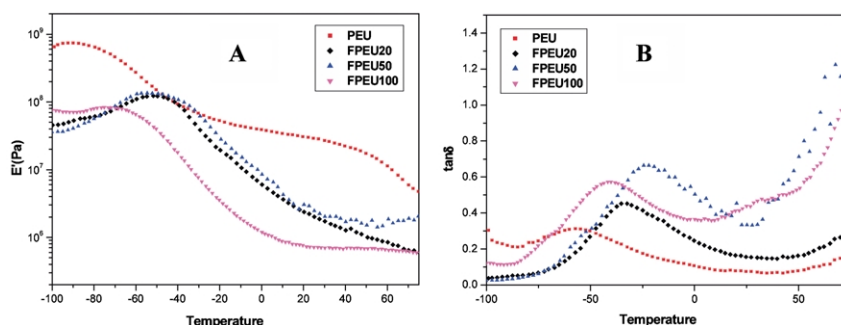 A
PEU
FPEU20
FPEU50
FPEU100
10⁹
10⁸
10⁷
10⁶
E'(Pa)
-100 -80 -60 -40 -20 0 20 40 60
Temperature
B
PEU
FPEU20
FPEU50
FPEU100
1.4
1.2
1.0
0.8
0.6
0.4
0.2
0.0
tanδ
-100 -50 0 50
Temperature